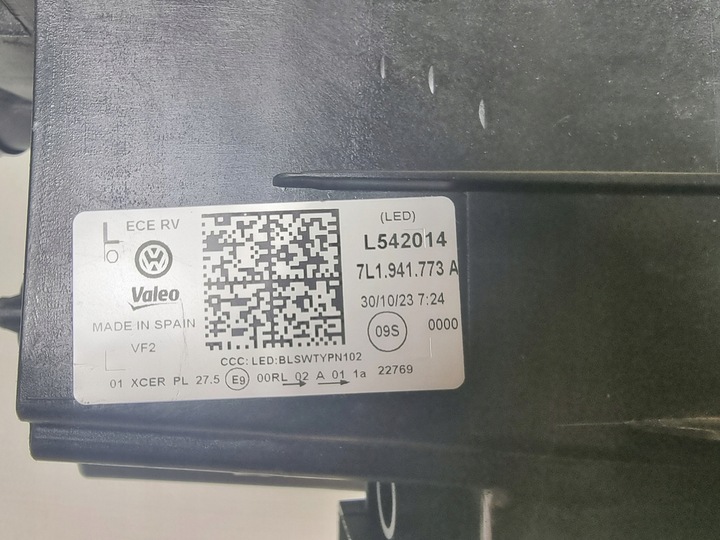 L ECE RV
O
Valeo
MADE IN SPAIN
VF2
L
(LED)
L542014
7L1.941.773 A
30/10/23 7:24
09S 0000
CCC: LED:BLSWTYPN102
01 XCER PL 27.5 E9 00RL 02 A 01 1a 22769